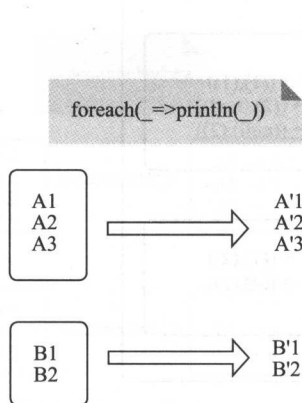 foreach(_=>println(_))
A1
A2
A3
A'1
A'2
A'3
B1
B2
B'1
B'2